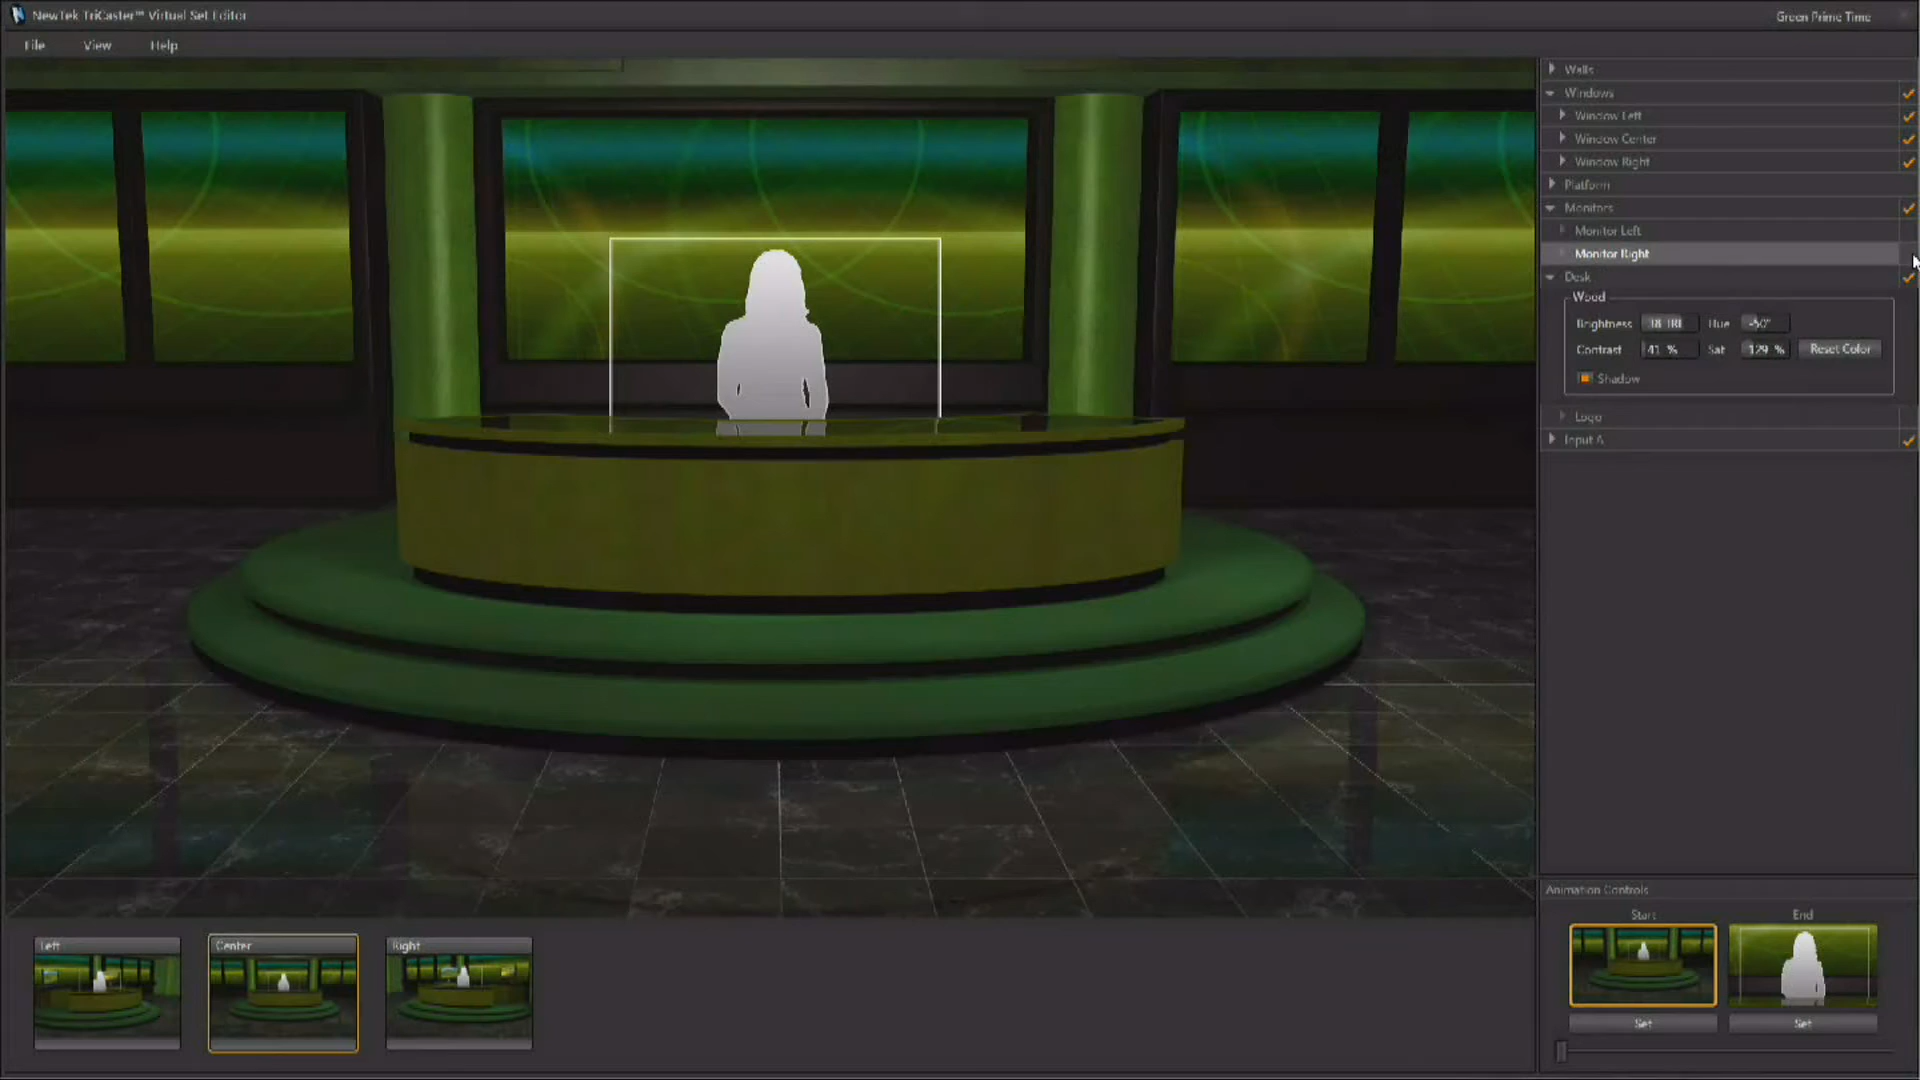 NewTek TriCaster™ Virtual Set Editor
Green Prime Time
File View Help
Walls
Windows
Window Left
Window Center
Window Right
Platform
Monitors
Monitor Left
Monitor Right
Desk
Wood
Brightness Hue -50°
Contrast 41 % Sat 129 % Reset Color
Shadow
Logo
Input A
Animation Controls
Start End
Set Set
Left Center Right